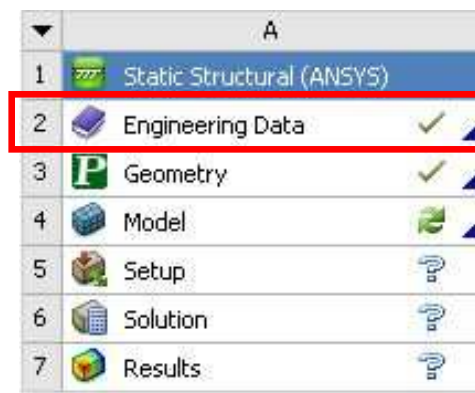 A
1 Static Structural (ANSYS)
2 Engineering Data
3 P Geometry
4 Model
5 Setup ?
6 Solution ?
7 Results ?